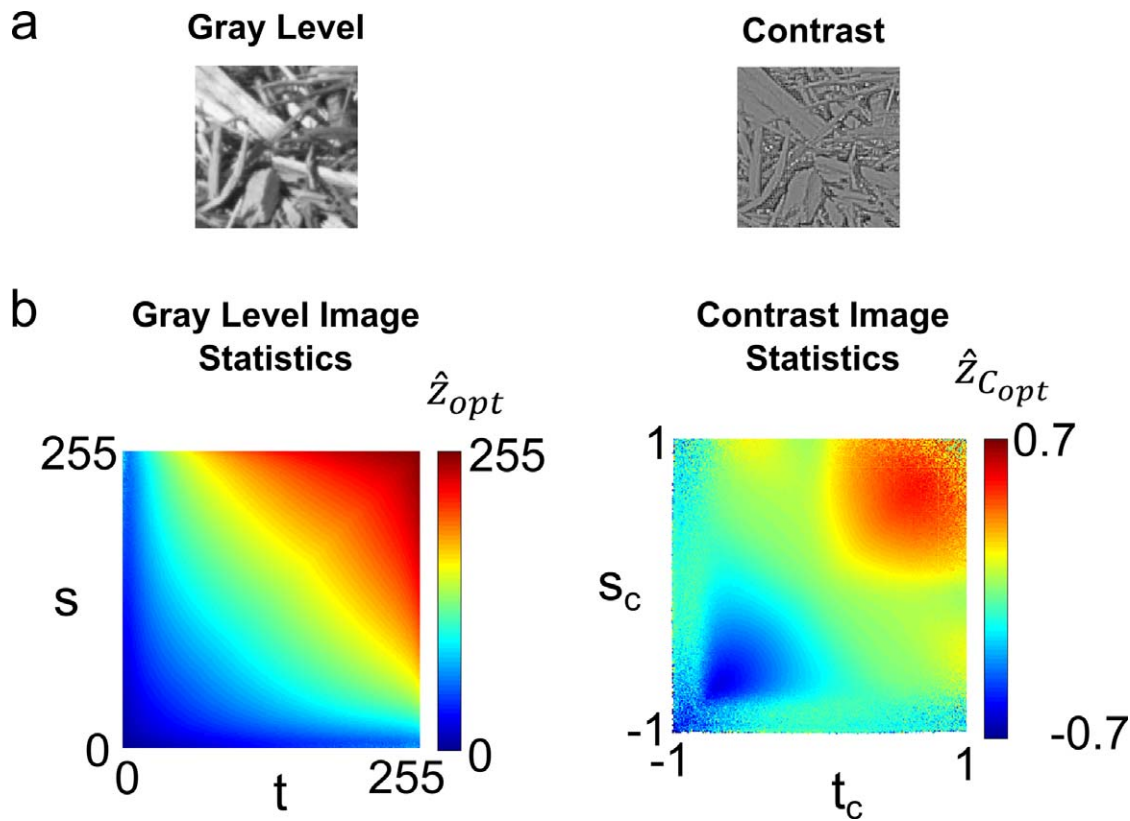 a
Gray Level
Contrast
b
Gray Level Image
Statistics
ẑ_opt
255
255
s
0
0
255
0
t
Contrast Image
Statistics
ẑ_C_opt
1
0.7
s_c
-1
-0.7
-1
1
t_c